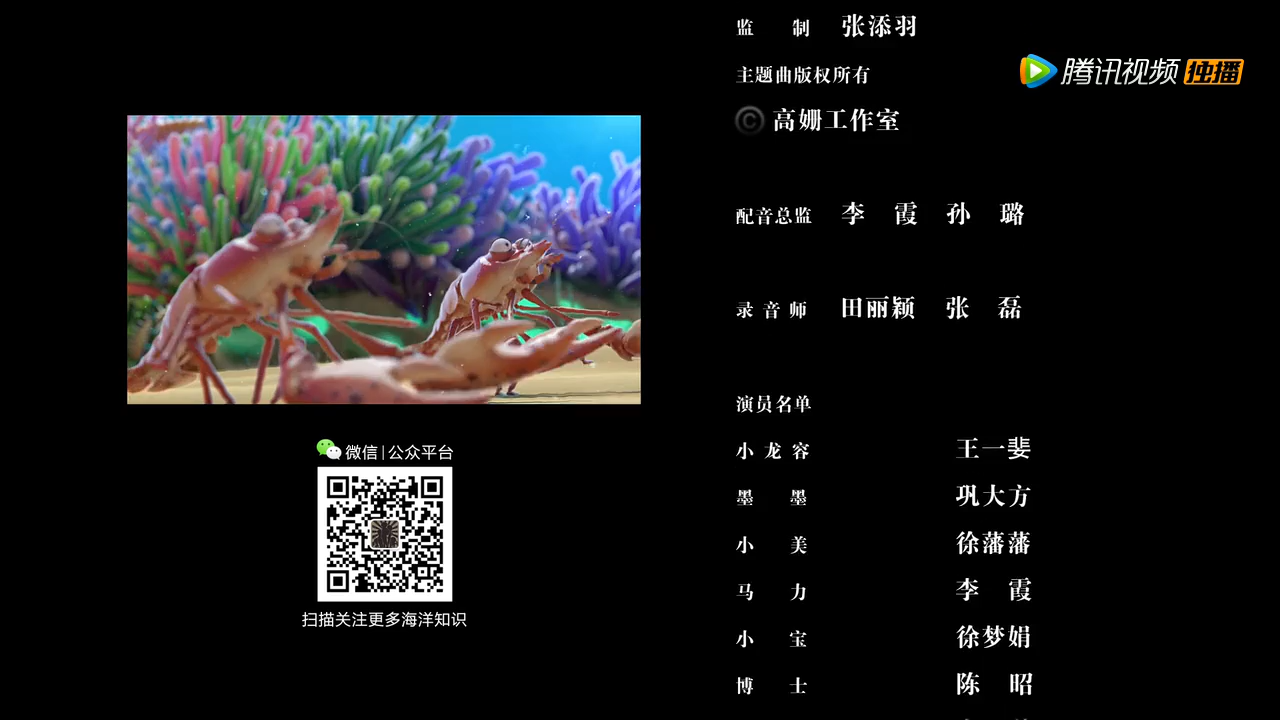 监 制 张添羽
主题曲版权所有
腾讯视频 独播
© 高姗工作室
配音总监 李 霞 孙 璐
录音师 田丽颖 张 磊
演员名单
小龙容 王一婓
墨 墨 巩大方
小 美 徐藩藩
马 力 李 霞
小 宝 徐梦娟
博 士 陈 昭
微信|公众平台
扫描关注更多海洋知识